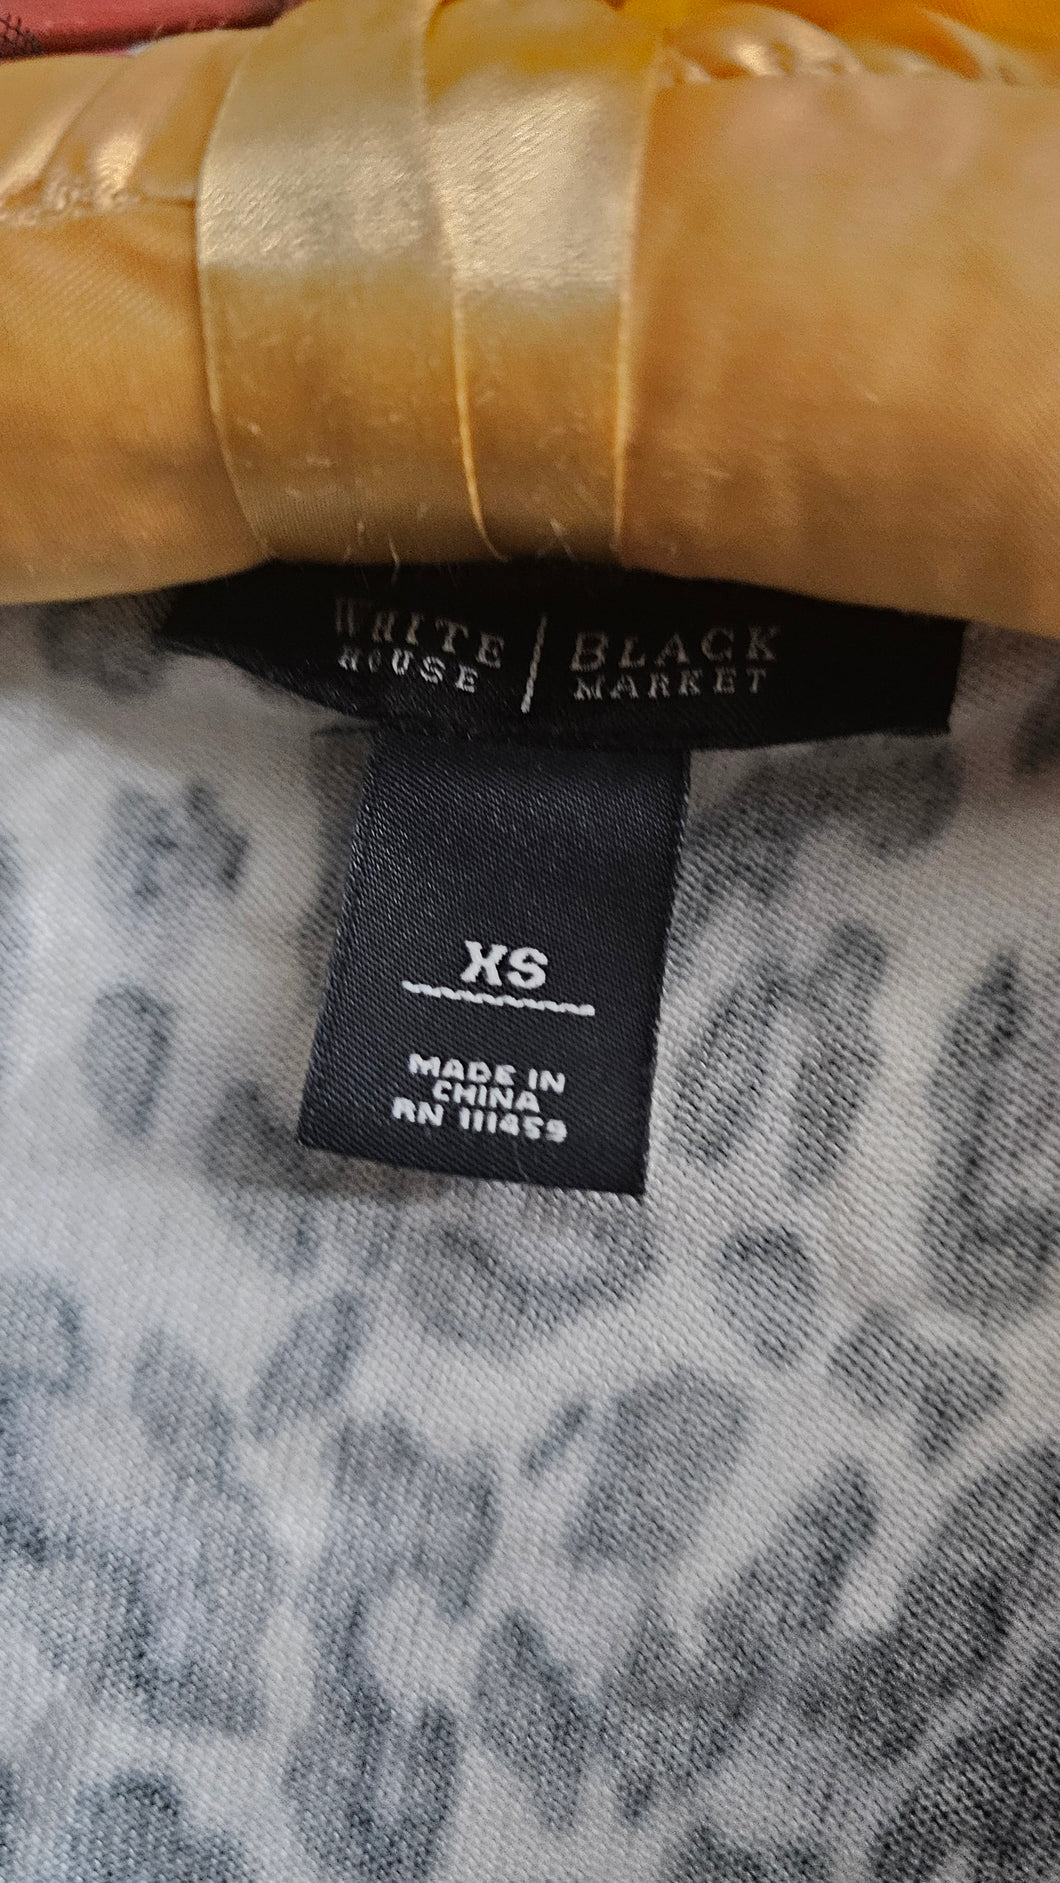 WHITE | BLACK
HOUSE | MARKET
XS
MADE IN
CHINA
RN 111459